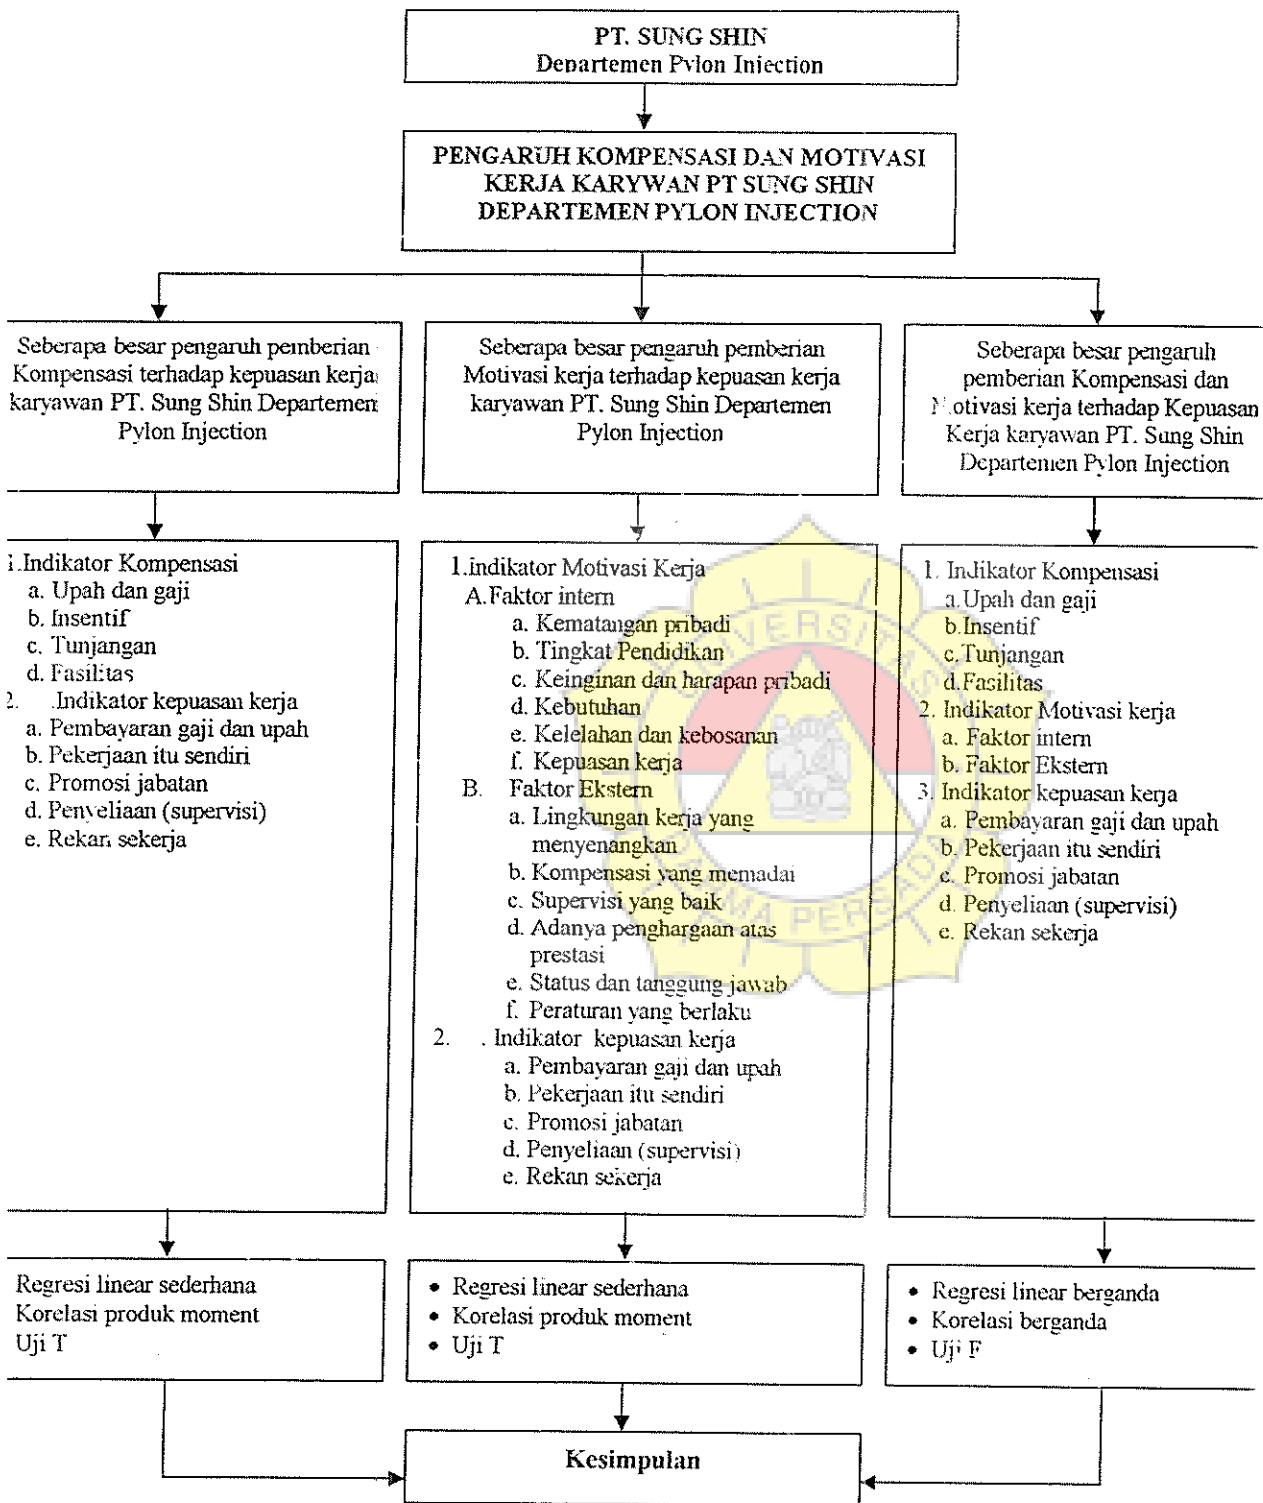 PT. SUNG SHIN
Departemen Pylon Injection
PENGARUH KOMPENSASI DAN MOTIVASI
KERJA KARYWAN PT SUNG SHIN
DEPARTEMEN PYLON INJECTION
Seberapa besar pengaruh pemberian
Kompensasi terhadap kepuasan kerja
karyawan PT. Sung Shin Departemen
Pylon Injection
Seberapa besar pengaruh pemberian
Motivasi kerja terhadap kepuasan kerja
karyawan PT. Sung Shin Departemen
Pylon Injection
Seberapa besar pengaruh
pemberian Kompensasi dan
Motivasi kerja terhadap Kepuasan
Kerja karyawan PT. Sung Shin
Departemen Pylon Injection
1.Indikator Kompensasi
a. Upah dan gaji
b. Insentif
c. Tunjangan
d. Fasilitas
2. .Indikator kepuasan kerja
a. Pembayaran gaji dan upah
b. Pekerjaan itu sendiri
c. Promosi jabatan
d. Penyeliaan (supervisi)
e. Rekan sekerja
1.indikator Motivasi Kerja
A.Faktor intern
a. Kematangan pribadi
b. Tingkat Pendidikan
c. Keinginan dan harapan pribadi
d. Kebutuhan
e. Kelelahan dan kebosanan
f. Kepuasan kerja
B. Faktor Ekstern
a. Lingkungan kerja yang
menyenangkan
b. Kompensasi yang memadai
c. Supervisi yang baik
d. Adanya penghargaan atas
prestasi
e. Status dan tanggung jawab
f. Peraturan yang berlaku
2. . Indikator kepuasan kerja
a. Pembayaran gaji dan upah
b. Pekerjaan itu sendiri
c. Promosi jabatan
d. Penyeliaan (supervisi)
e. Rekan sekerja
1. Indikator Kompensasi
a.Upah dan gaji
b.Insentif
c.Tunjangan
d.Fasilitas
2. Indikator Motivasi kerja
a. Faktor intern
b. Faktor Ekstern
3. Indikator kepuasan kerja
a. Pembayaran gaji dan upah
b. Pekerjaan itu sendiri
c. Promosi jabatan
d. Penyeliaan (supervisi)
e. Rekan sekerja
UNIVERSITAS
DARMA PERSADA
Regresi linear sederhana
Korelasi produk moment
Uji T
• Regresi linear sederhana
• Korelasi produk moment
• Uji T
• Regresi linear berganda
• Korelasi berganda
• Uji F
Kesimpulan